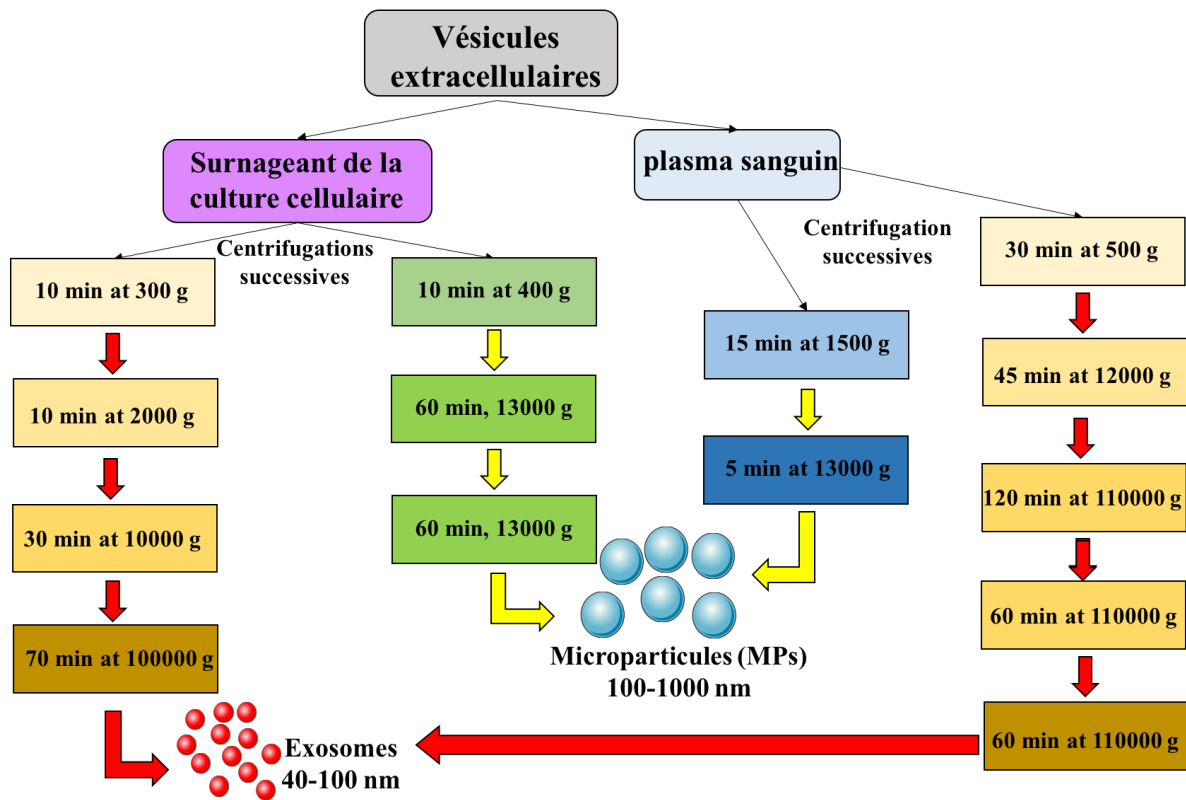 Vésicules
extracellulaires
Surnageant de la
culture cellulaire
plasma sanguin
Centrifugations
successives
Centrifugation
successives
10 min at 300 g
10 min at 2000 g
30 min at 10000 g
70 min at 100000 g
Exosomes
40-100 nm
10 min at 400 g
60 min, 13000 g
60 min, 13000 g
15 min at 1500 g
5 min at 13000 g
Microparticules (MPs)
100-1000 nm
30 min at 500 g
45 min at 12000 g
120 min at 110000 g
60 min at 110000 g
60 min at 110000 g